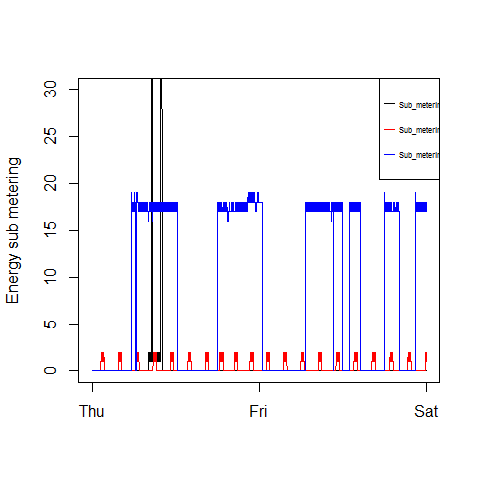 Energy sub metering
30
25
20
15
10
5
0
Sub_meterin
Sub_meterin
Sub_meterin
Thu
Fri
Sat